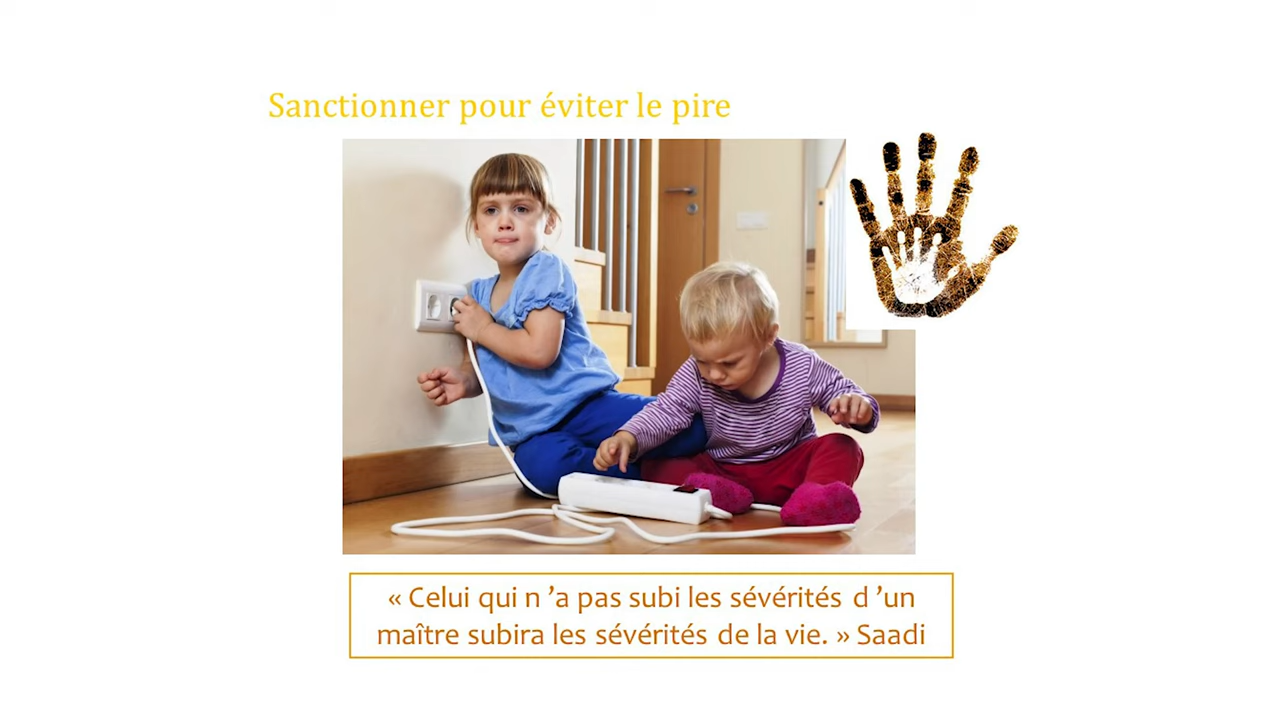 Sanctionner pour éviter le pire
« Celui qui n ’a pas subi les sévérités d ’un
maître subira les sévérités de la vie. » Saadi